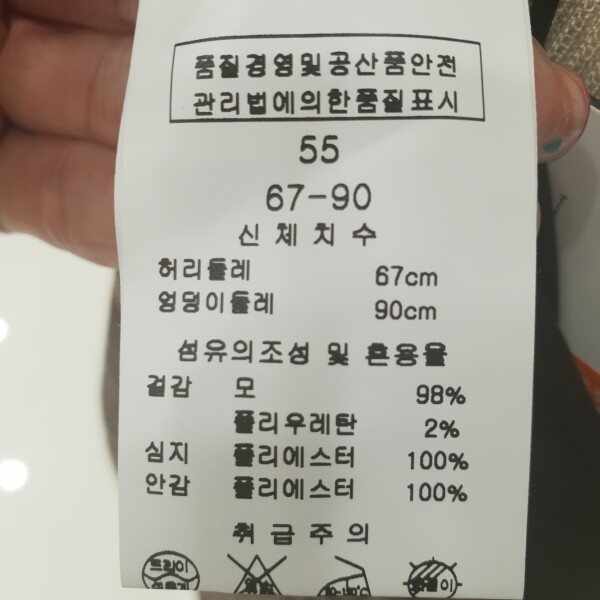 품질경영및공산품안전
관리법에의한품질표시
55
67-90
신체치수
허리둘레 67cm
엉덩이둘레 90cm
섬유의조성 및 혼용율
겉감 모 98%
폴리우레탄 2%
심지 폴리에스터 100%
안감 폴리에스터 100%
취급주의
드라이